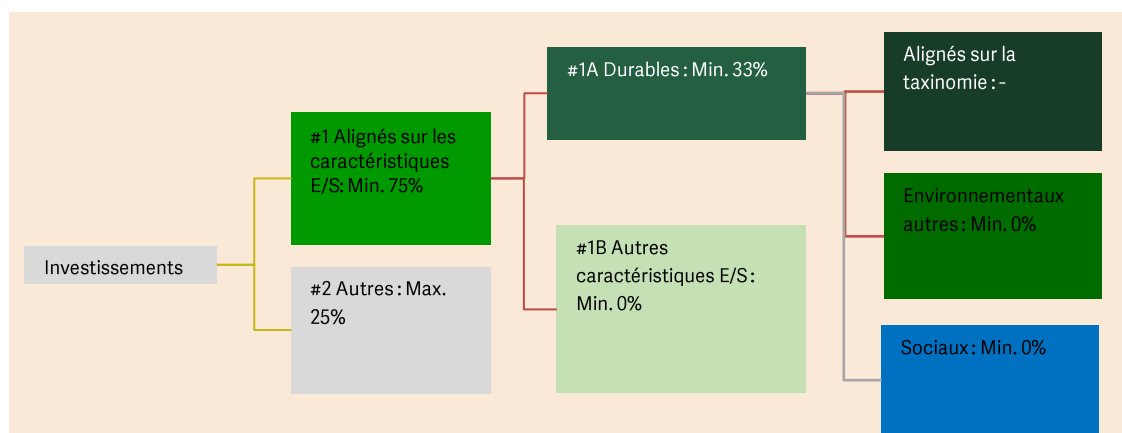 Investissements
#1 Alignés sur les
caractéristiques
E/S: Min. 75%
#2 Autres : Max.
25%
#1A Durables : Min. 33%
#1B Autres
caractéristiques E/S :
Min. 0%
Alignés sur la
taxinomie : -
Environnementaux
autres : Min. 0%
Sociaux : Min. 0%